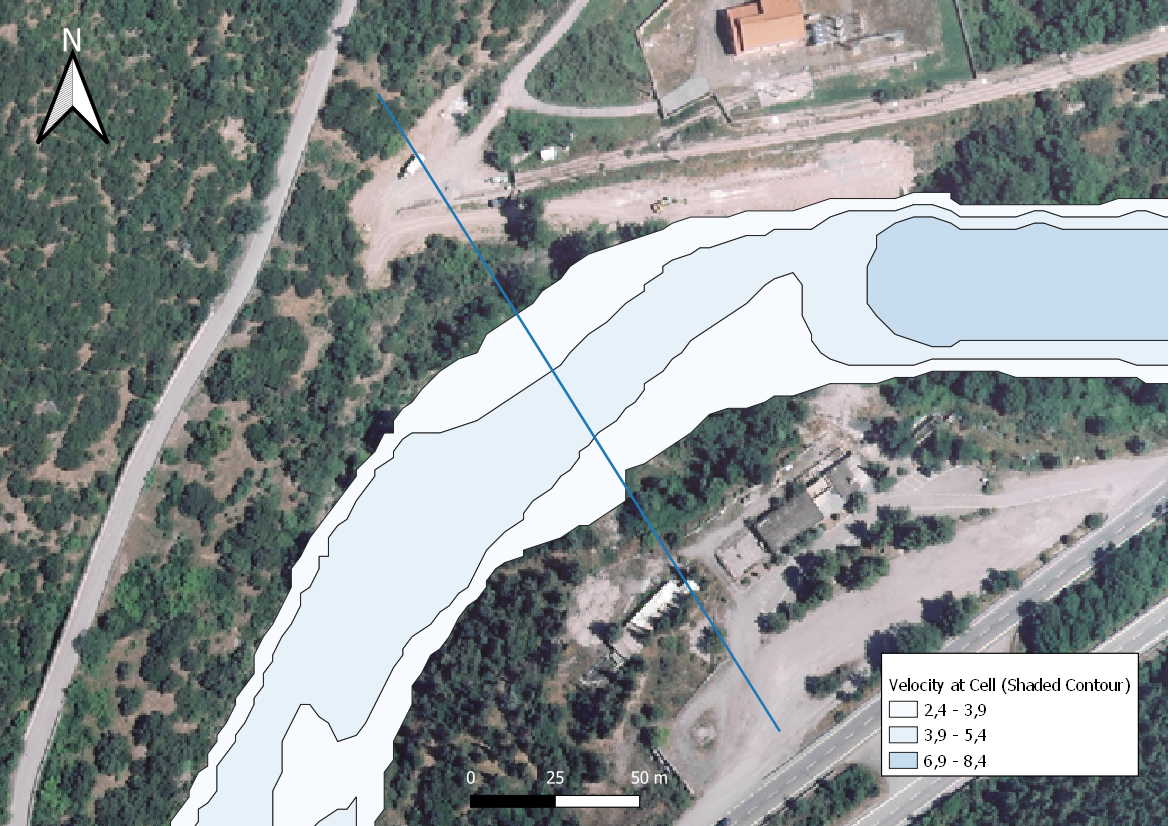 N
0 25 50 m
Velocity at Cell (Shaded Contour)
2,4 - 3,9
3,9 - 5,4
6,9 - 8,4